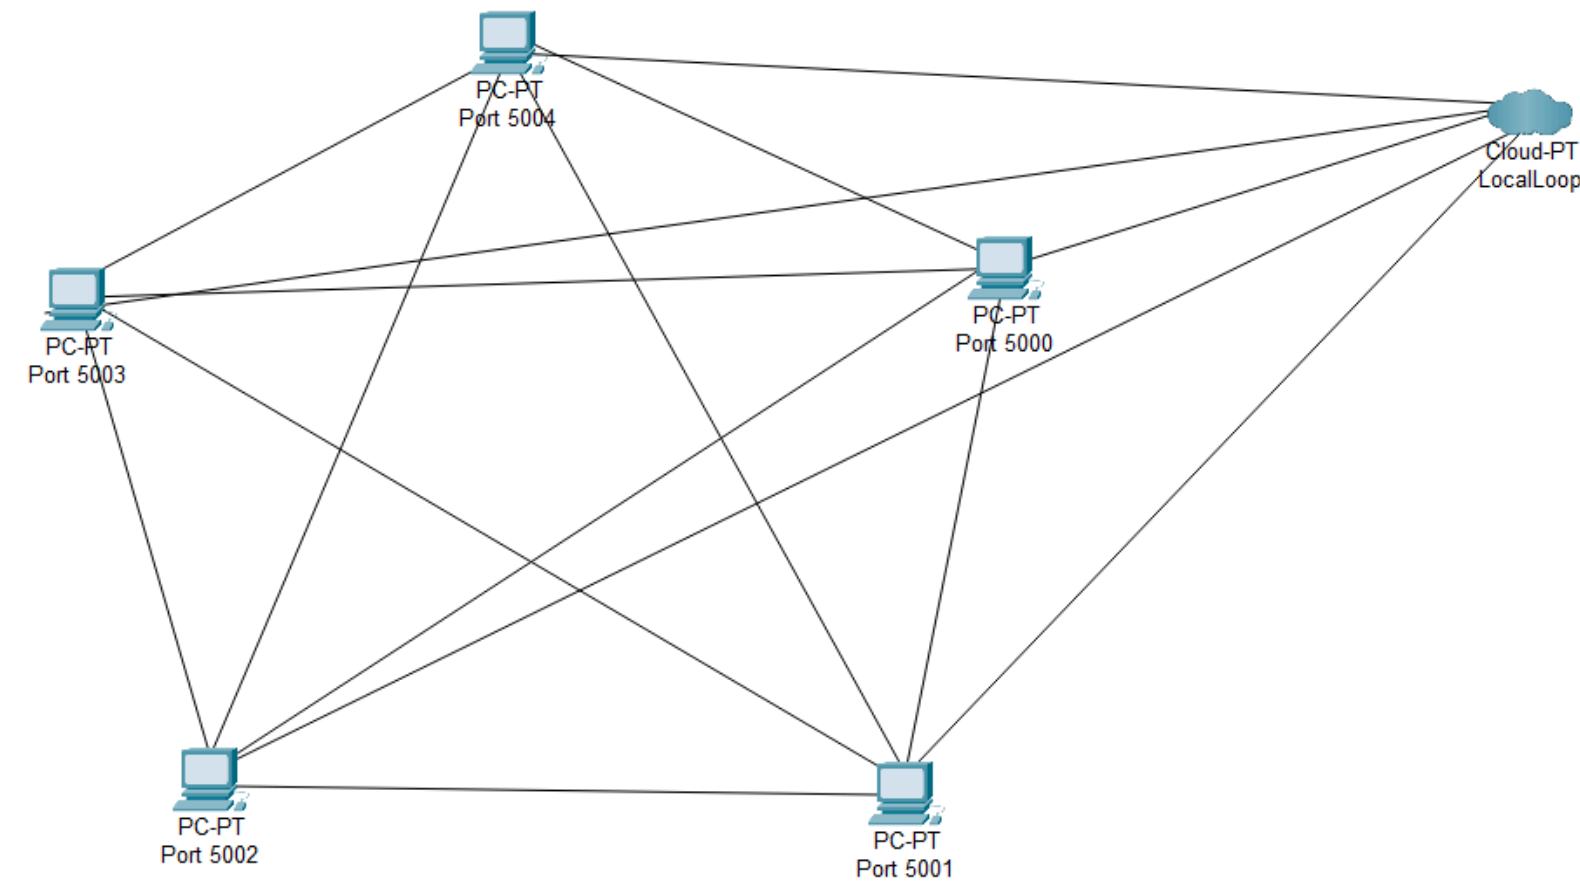 PC-PT
Port 5004
Cloud-PT
LocalLoop
PC-PT
Port 5000
PC-PT
Port 5003
PC-PT
Port 5002
PC-PT
Port 5001